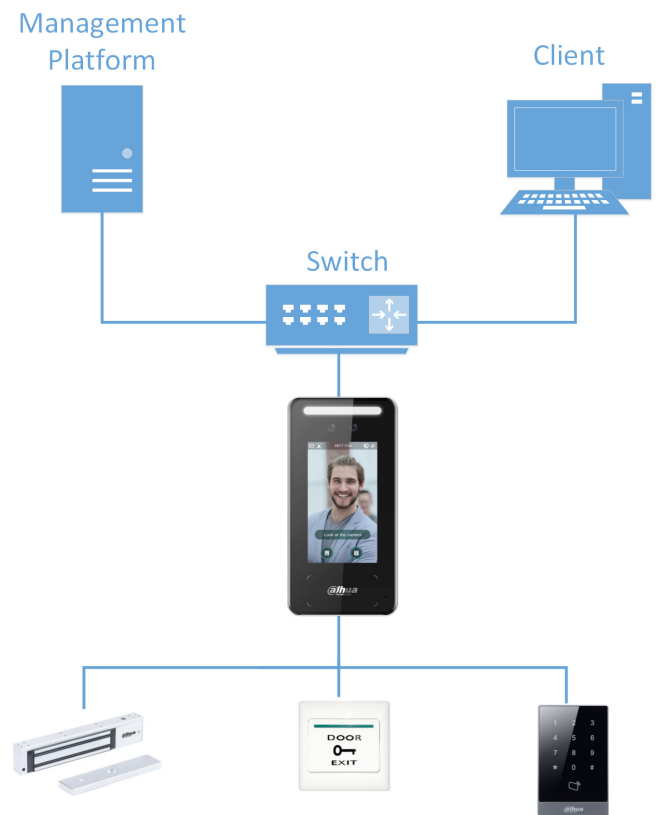 Management
Platform
Client
Switch
Look at the camera
alhua
DOOR
EXIT
alhua
1 2 3
4 5 6
7 8 9
* 0 #
alhua